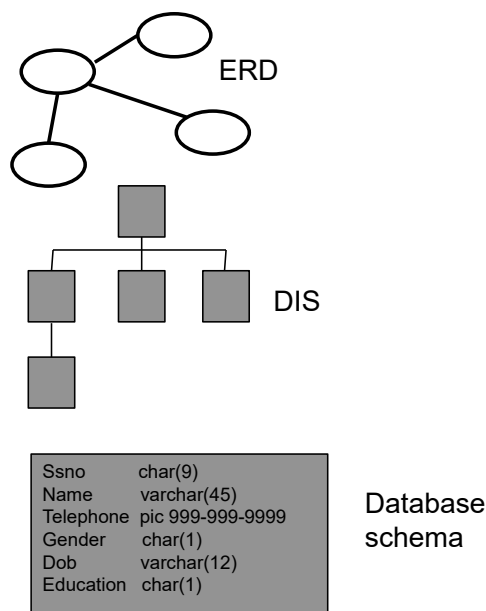 ERD
DIS
Ssno char(9)
Name varchar(45)
Telephone pic 999-999-9999
Gender char(1)
Dob varchar(12)
Education char(1)
Database
schema